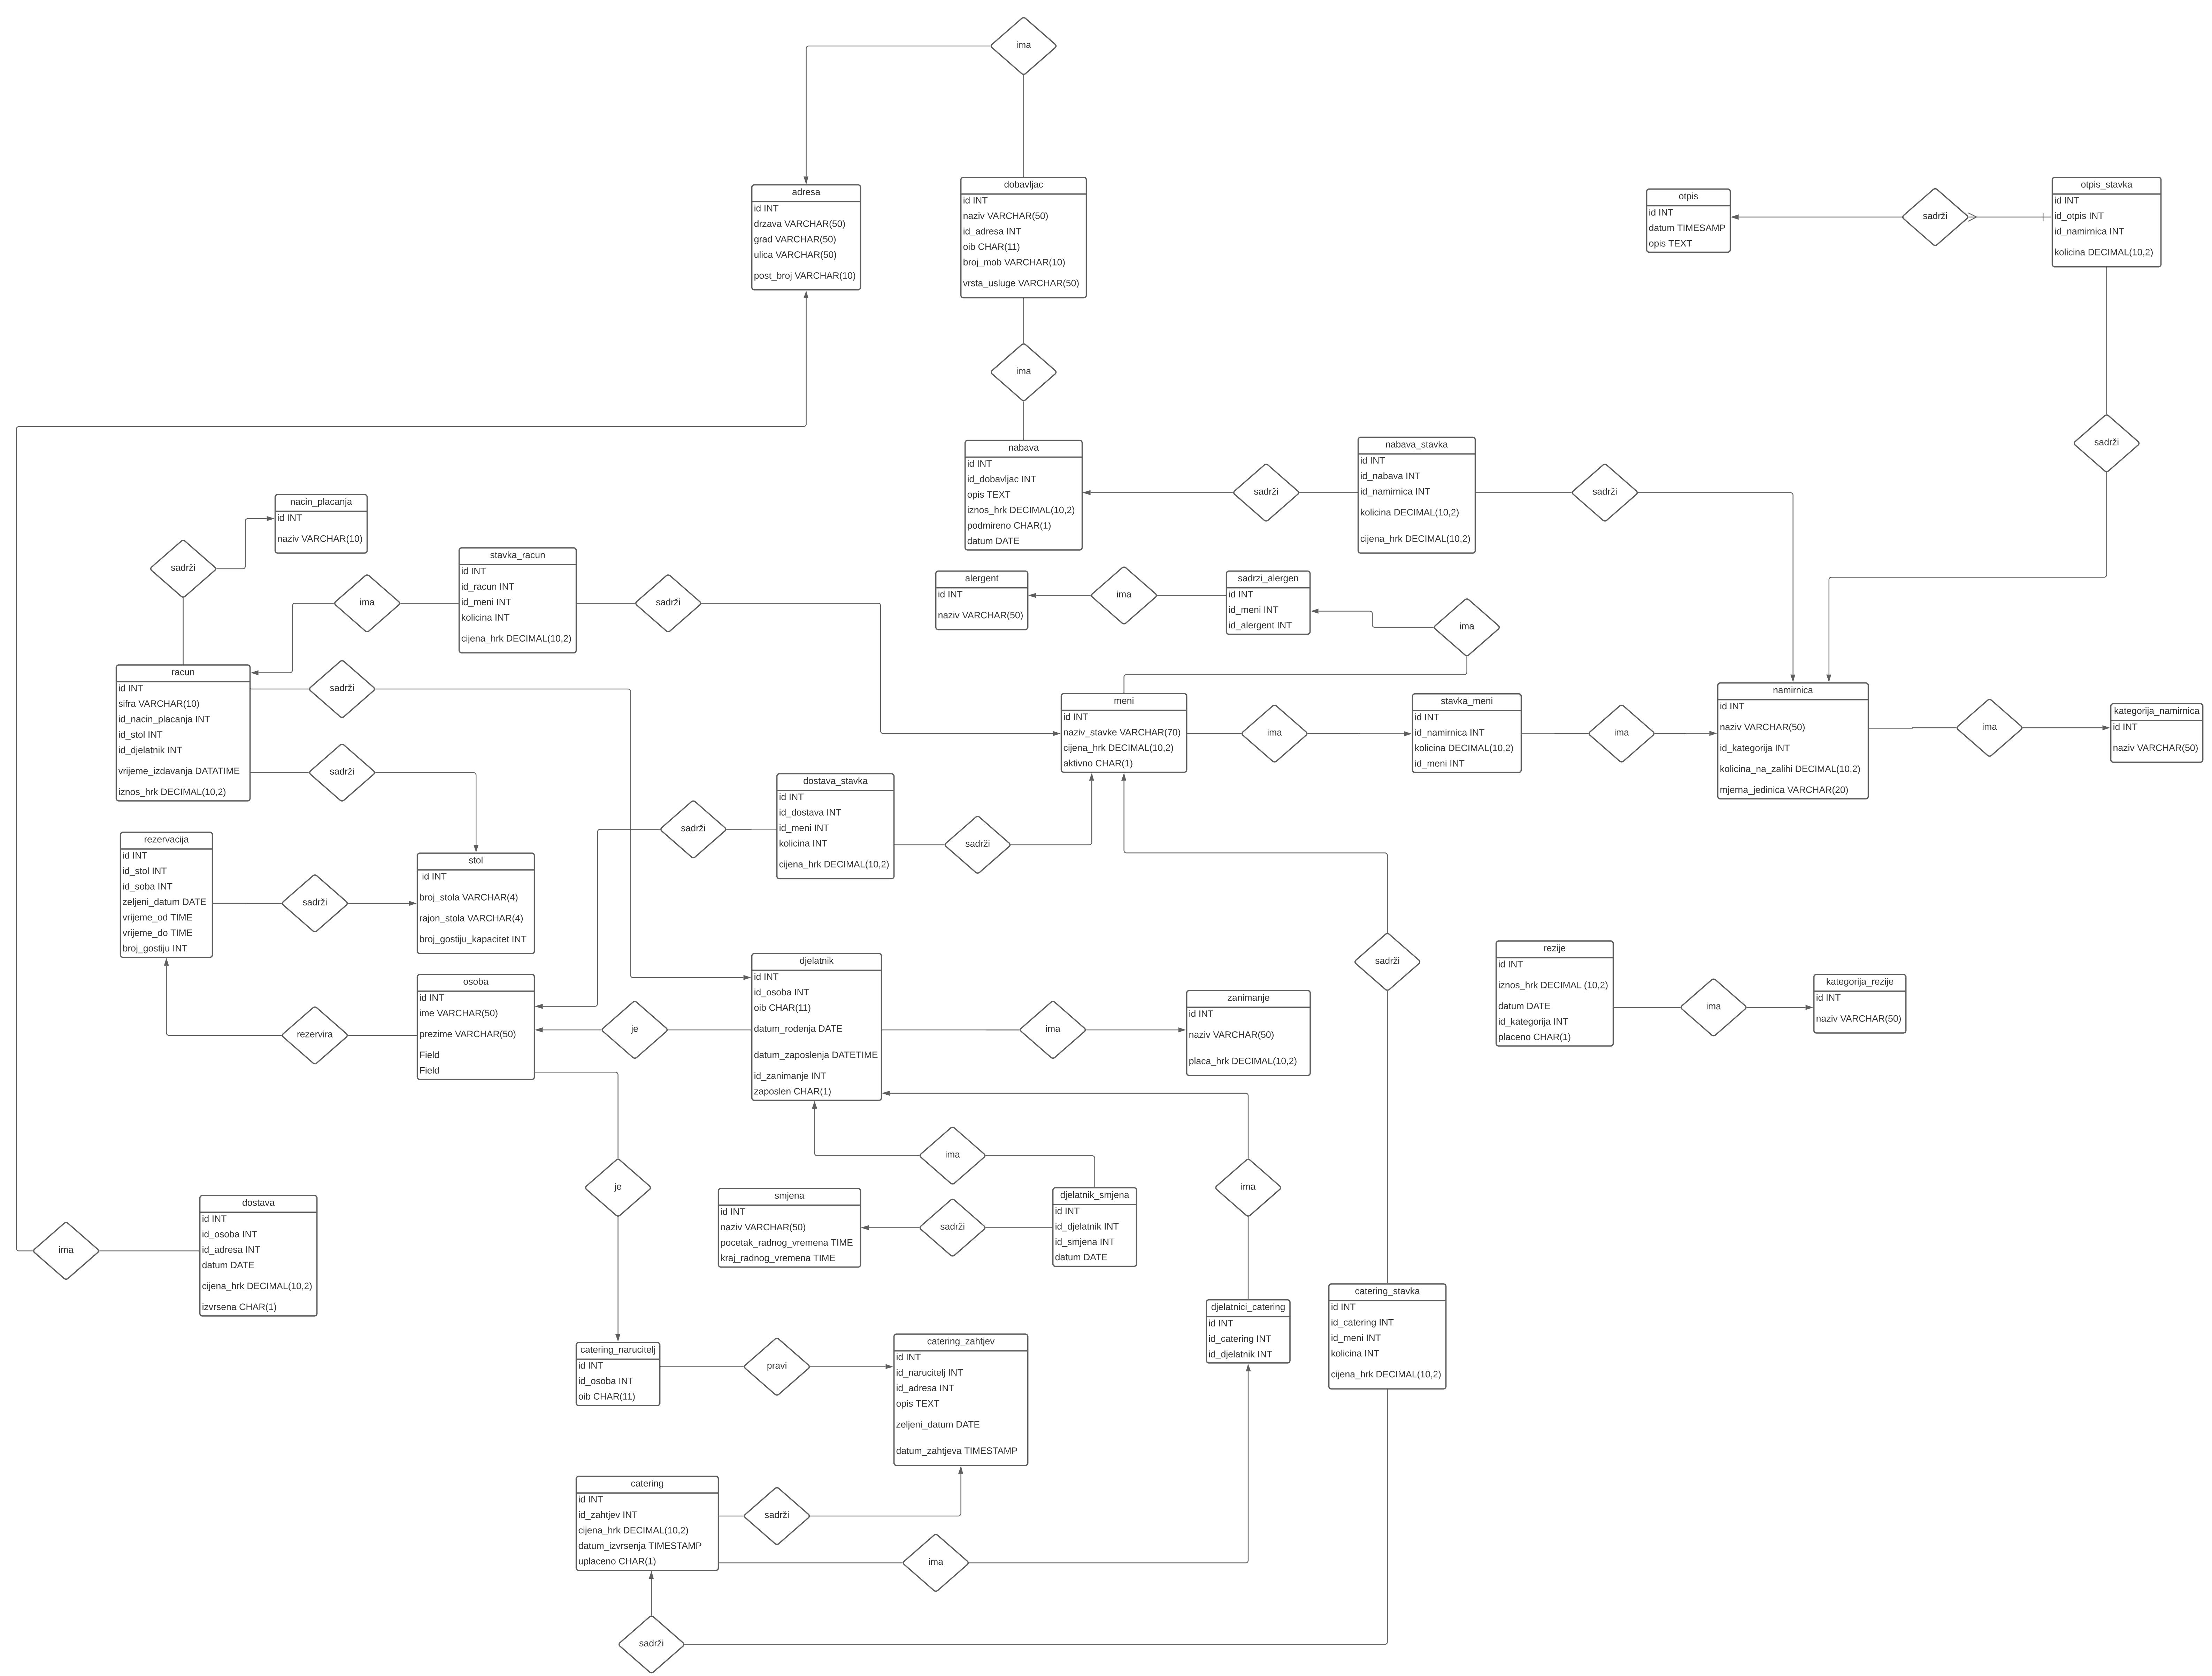 ima
adresa
id INT
drzava VARCHAR(50)
grad VARCHAR(50)
ulica VARCHAR(50)
post_broj VARCHAR(10)
dobavljac
id INT
naziv VARCHAR(50)
id_adresa INT
oib CHAR(11)
broj_mob VARCHAR(10)
vrsta_usluge VARCHAR(50)
otpis
id INT
datum TIMESAMP
opis TEXT
sadrži
otpis_stavka
id INT
id_otpis INT
id_namirnica INT
kolicina DECIMAL(10,2)
ima
sadrži
nabava
id INT
id_dobavljac INT
opis TEXT
iznos_hrk DECIMAL(10,2)
podmireno CHAR(1)
datum DATE
sadrži
nabava_stavka
id INT
id_nabava INT
id_namirnica INT
kolicina DECIMAL(10,2)
cijena_hrk DECIMAL(10,2)
sadrži
nacin_placanja
id INT
naziv VARCHAR(10)
sadrži
ima
stavka_racun
id INT
id_racun INT
id_meni INT
kolicina INT
cijena_hrk DECIMAL(10,2)
sadrži
alergent
id INT
naziv VARCHAR(50)
ima
sadrzi_alergen
id INT
id_meni INT
id_alergent INT
ima
racun
id INT
sifra VARCHAR(10)
id_nacin_placanja INT
id_stol INT
id_djelatnik INT
vrijeme_izdavanja DATATIME
iznos_hrk DECIMAL(10,2)
sadrži
sadrži
meni
id INT
naziv_stavke VARCHAR(70)
cijena_hrk DECIMAL(10,2)
aktivno CHAR(1)
ima
stavka_meni
id INT
id_namirnica INT
kolicina DECIMAL(10,2)
id_meni INT
ima
namirnica
id INT
naziv VARCHAR(50)
id_kategorija INT
kolicina_na_zalihi DECIMAL(10,2)
mjerna_jedinica VARCHAR(20)
ima
kategorija_namirnica
id INT
naziv VARCHAR(50)
sadrži
dostava_stavka
id INT
id_dostava INT
id_meni INT
kolicina INT
cijena_hrk DECIMAL(10,2)
sadrži
rezervacija
id INT
id_stol INT
id_soba INT
zeljeni_datum DATE
vrijeme_od TIME
vrijeme_do TIME
broj_gostiju INT
sadrži
stol
id INT
broj_stola VARCHAR(4)
rajon_stola VARCHAR(4)
broj_gostiju_kapacitet INT
sadrži
rezervira
osoba
id INT
ime VARCHAR(50)
prezime VARCHAR(50)
Field
Field
je
djelatnik
id INT
id_osoba INT
oib CHAR(11)
datum_rodenja DATE
datum_zaposlenja DATETIME
id_zanimanje INT
zaposlen CHAR(1)
ima
zanimanje
id INT
naziv VARCHAR(50)
placa_hrk DECIMAL(10,2)
rezije
id INT
iznos_hrk DECIMAL (10,2)
datum DATE
id_kategorija INT
placeno CHAR(1)
ima
kategorija_rezije
id INT
naziv VARCHAR(50)
je
ima
ima
smjena
id INT
naziv VARCHAR(50)
pocetak_radnog_vremena TIME
kraj_radnog_vremena TIME
sadrži
djelatnik_smjena
id INT
id_djelatnik INT
id_smjena INT
datum DATE
ima
dostava
id INT
id_osoba INT
id_adresa INT
datum DATE
cijena_hrk DECIMAL(10,2)
izvrsena CHAR(1)
djelatnici_catering
id INT
id_catering INT
id_djelatnik INT
catering_stavka
id INT
id_catering INT
id_meni INT
kolicina INT
cijena_hrk DECIMAL(10,2)
catering_narucitelj
id INT
id_osoba INT
oib CHAR(11)
pravi
catering_zahtjev
id INT
id_narucitelj INT
id_adresa INT
opis TEXT
zeljeni_datum DATE
datum_zahtjeva TIMESTAMP
catering
id INT
id_zahtjev INT
cijena_hrk DECIMAL(10,2)
datum_izvrsenja TIMESTAMP
uplaceno CHAR(1)
sadrži
ima
sadrži